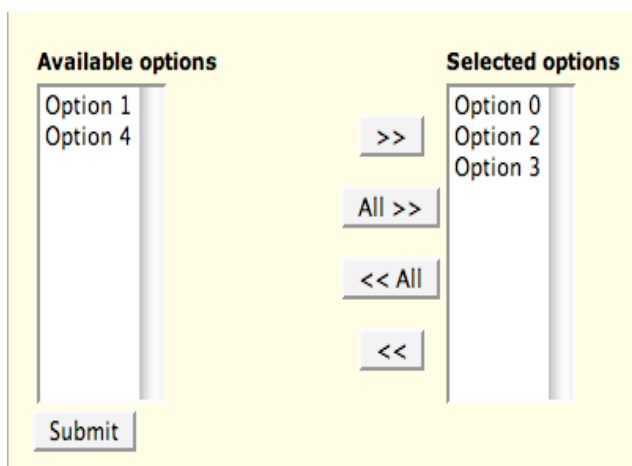 Available options
Option 1
Option 4
>>
All >>
<< All
<<
Selected options
Option 0
Option 2
Option 3
Submit